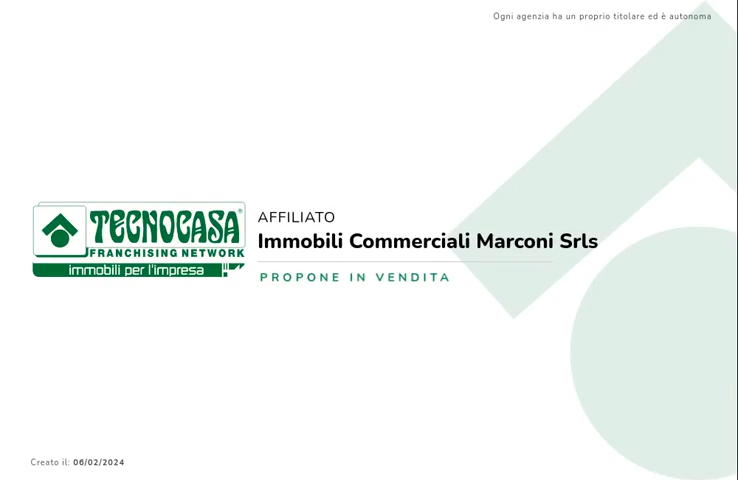 Ogni agenzia ha un proprio titolare ed è autonoma
TECNOCASA®
FRANCHISING NETWORK
immobili per l'impresa
AFFILIATO
Immobili Commerciali Marconi Srls
PROPONE IN VENDITA
Creato il: 06/02/2024